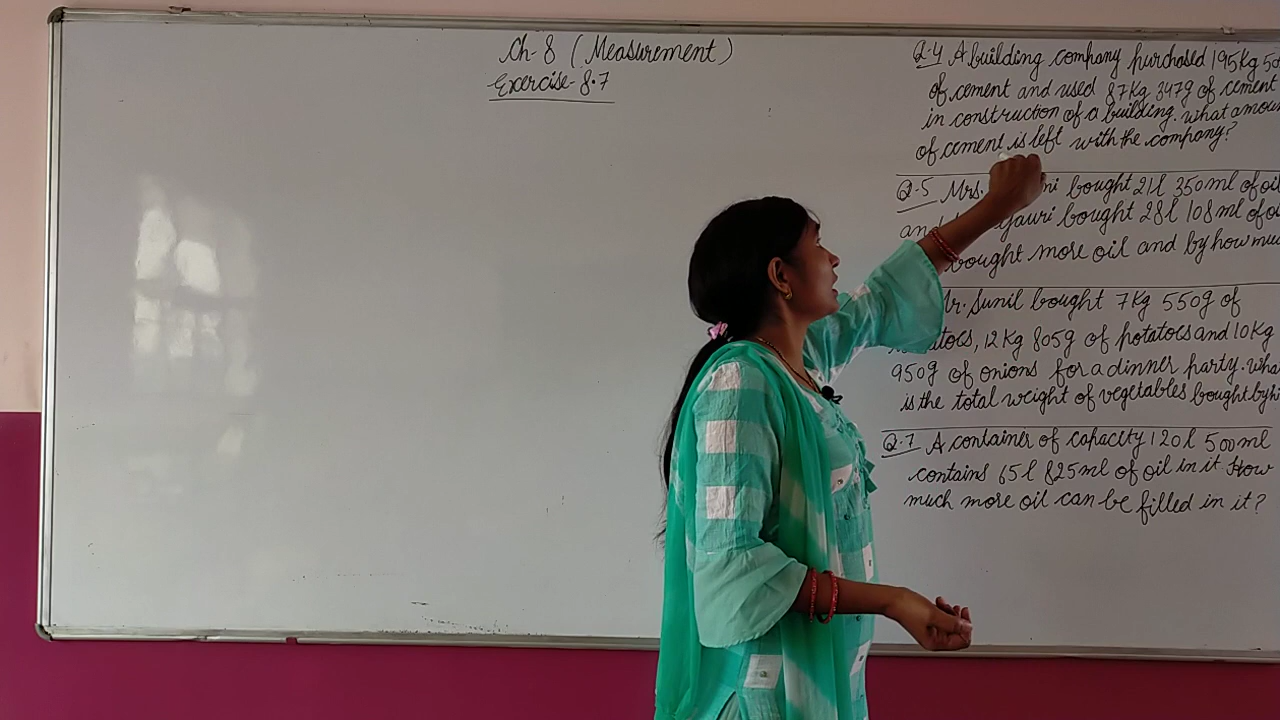 Ch-8 (Measurement)
Exercise-8.7
Q.4 A building company purchased 195Kg
of cement and used 87Kg 347g of cement
in construction of a building. what
of cement is left with the company?
Q.5 Mrs. bought 21l 350ml of oil
bought 28l 108ml of
bought more oil and by how much
Mr. Sunil bought 7Kg 550g of
12Kg 805g of potatoes and 10Kg
950g of onions for a dinner party.
is the total weight of vegetables bought by
Q.7 A container of capacity 120l 500ml
contains 65l 825ml of oil in it How
much more oil can be filled in it?